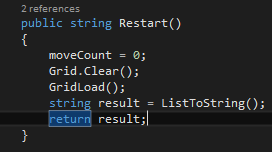 2 references
public string Restart()
{
moveCount = 0;
Grid.Clear();
GridLoad();
string result = ListToString();
return result;
}